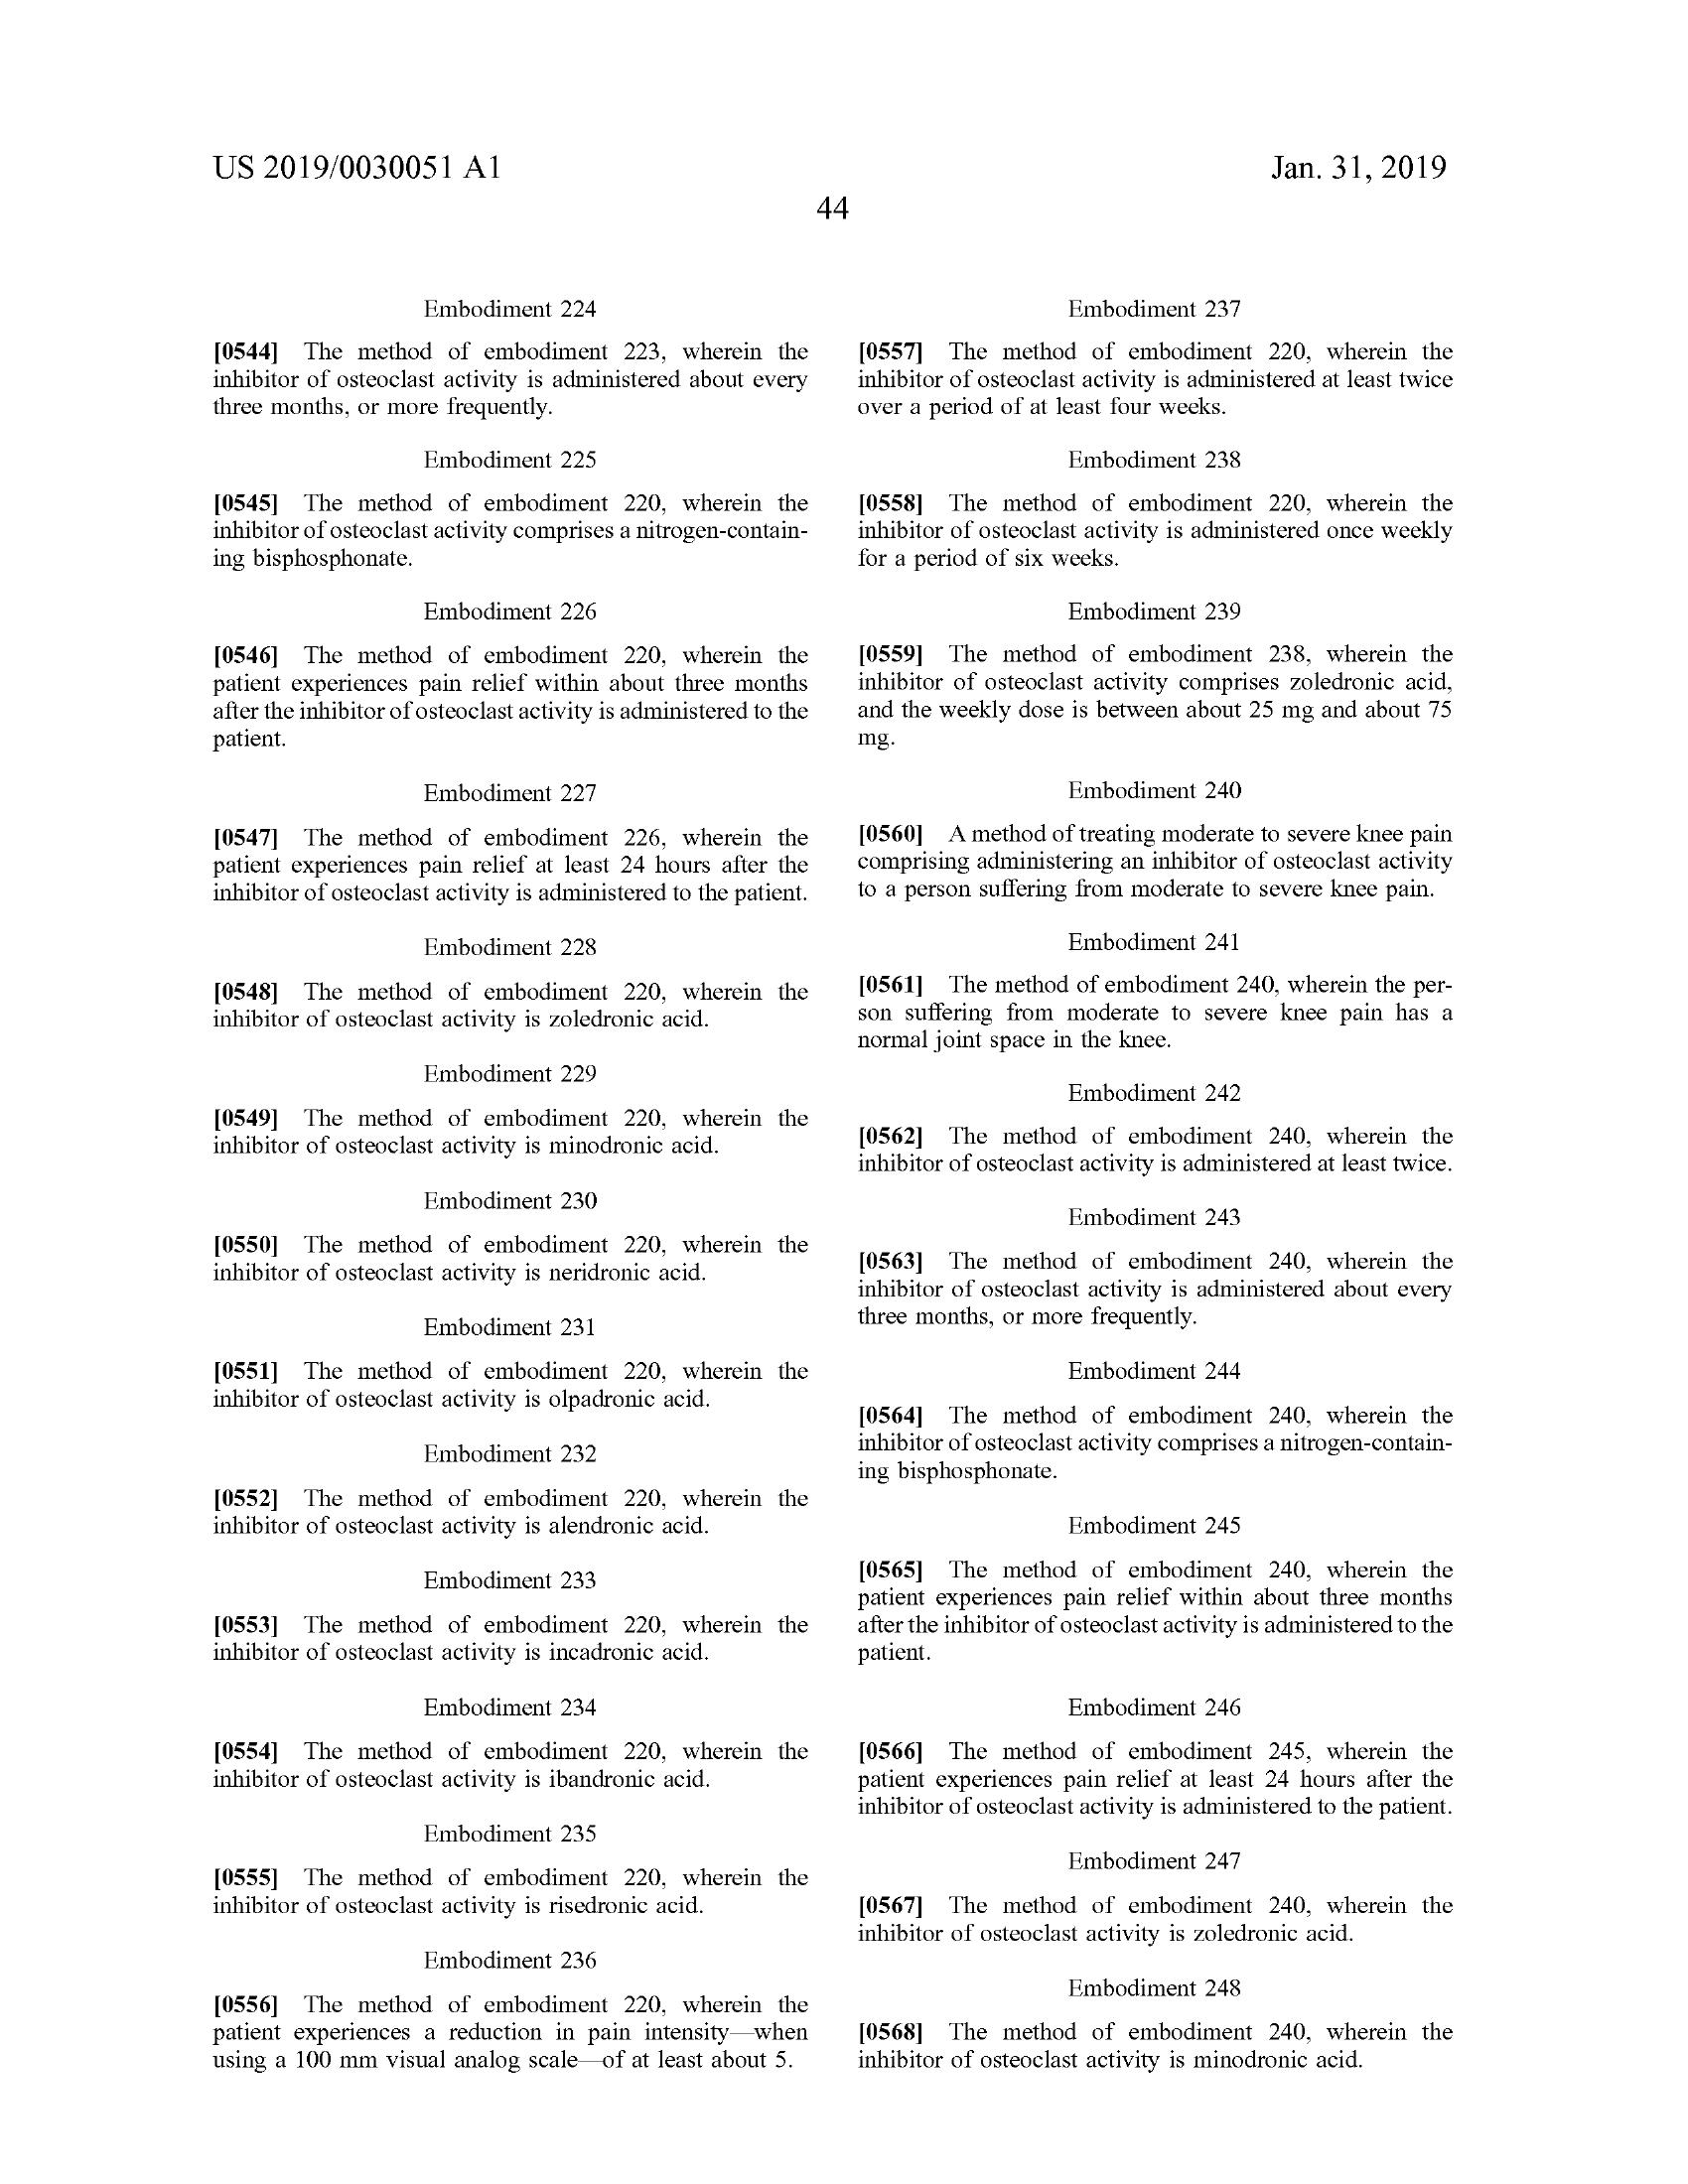 US 2019/0030051 A1
Jan. 31, 2019
44
Embodiment 224
[0544] The method of embodiment 223, wherein the
inhibitor of osteoclast activity is administered about every
three months, or more frequently.
Embodiment 225
[0545] The method of embodiment 220, wherein the
inhibitor of osteoclast activity comprises a nitrogen-contain-
ing bisphosphonate.
Embodiment 226
[0546] The method of embodiment 220, wherein the
patient experiences pain relief within about three months
after the inhibitor of osteoclast activity is administered to the
patient.
Embodiment 227
[0547] The method of embodiment 226, wherein the
patient experiences pain relief at least 24 hours after the
inhibitor of osteoclast activity is administered to the patient.
Embodiment 228
[0548] The method of embodiment 220, wherein the
inhibitor of osteoclast activity is zoledronic acid.
Embodiment 229
[0549] The method of embodiment 220, wherein the
inhibitor of osteoclast activity is minodronic acid.
Embodiment 230
[0550] The method of embodiment 220, wherein the
inhibitor of osteoclast activity is neridronic acid.
Embodiment 231
[0551] The method of embodiment 220, wherein the
inhibitor of osteoclast activity is olpadronic acid.
Embodiment 232
[0552] The method of embodiment 220, wherein the
inhibitor of osteoclast activity is alendronic acid.
Embodiment 233
[0553] The method of embodiment 220, wherein the
inhibitor of osteoclast activity is incadronic acid.
Embodiment 234
[0554] The method of embodiment 220, wherein the
inhibitor of osteoclast activity is ibandronic acid.
Embodiment 235
[0555] The method of embodiment 220, wherein the
inhibitor of osteoclast activity is risedronic acid.
Embodiment 236
[0556] The method of embodiment 220, wherein the
patient experiences a reduction in pain intensity—when
using a 100 mm visual analog scale—of at least about 5.
Embodiment 237
[0557] The method of embodiment 220, wherein the
inhibitor of osteoclast activity is administered at least twice
over a period of at least four weeks.
Embodiment 238
[0558] The method of embodiment 220, wherein the
inhibitor of osteoclast activity is administered once weekly
for a period of six weeks.
Embodiment 239
[0559] The method of embodiment 238, wherein the
inhibitor of osteoclast activity comprises zoledronic acid,
and the weekly dose is between about 25 mg and about 75
mg.
Embodiment 240
[0560] A method of treating moderate to severe knee pain
comprising administering an inhibitor of osteoclast activity
to a person suffering from moderate to severe knee pain.
Embodiment 241
[0561] The method of embodiment 240, wherein the per-
son suffering from moderate to severe knee pain has a
normal joint space in the knee.
Embodiment 242
[0562] The method of embodiment 240, wherein the
inhibitor of osteoclast activity is administered at least twice.
Embodiment 243
[0563] The method of embodiment 240, wherein the
inhibitor of osteoclast activity is administered about every
three months, or more frequently.
Embodiment 244
[0564] The method of embodiment 240, wherein the
inhibitor of osteoclast activity comprises a nitrogen-contain-
ing bisphosphonate.
Embodiment 245
[0565] The method of embodiment 240, wherein the
patient experiences pain relief within about three months
after the inhibitor of osteoclast activity is administered to the
patient.
Embodiment 246
[0566] The method of embodiment 245, wherein the
patient experiences pain relief at least 24 hours after the
inhibitor of osteoclast activity is administered to the patient.
Embodiment 247
[0567] The method of embodiment 240, wherein the
inhibitor of osteoclast activity is zoledronic acid.
Embodiment 248
[0568] The method of embodiment 240, wherein the
inhibitor of osteoclast activity is minodronic acid.